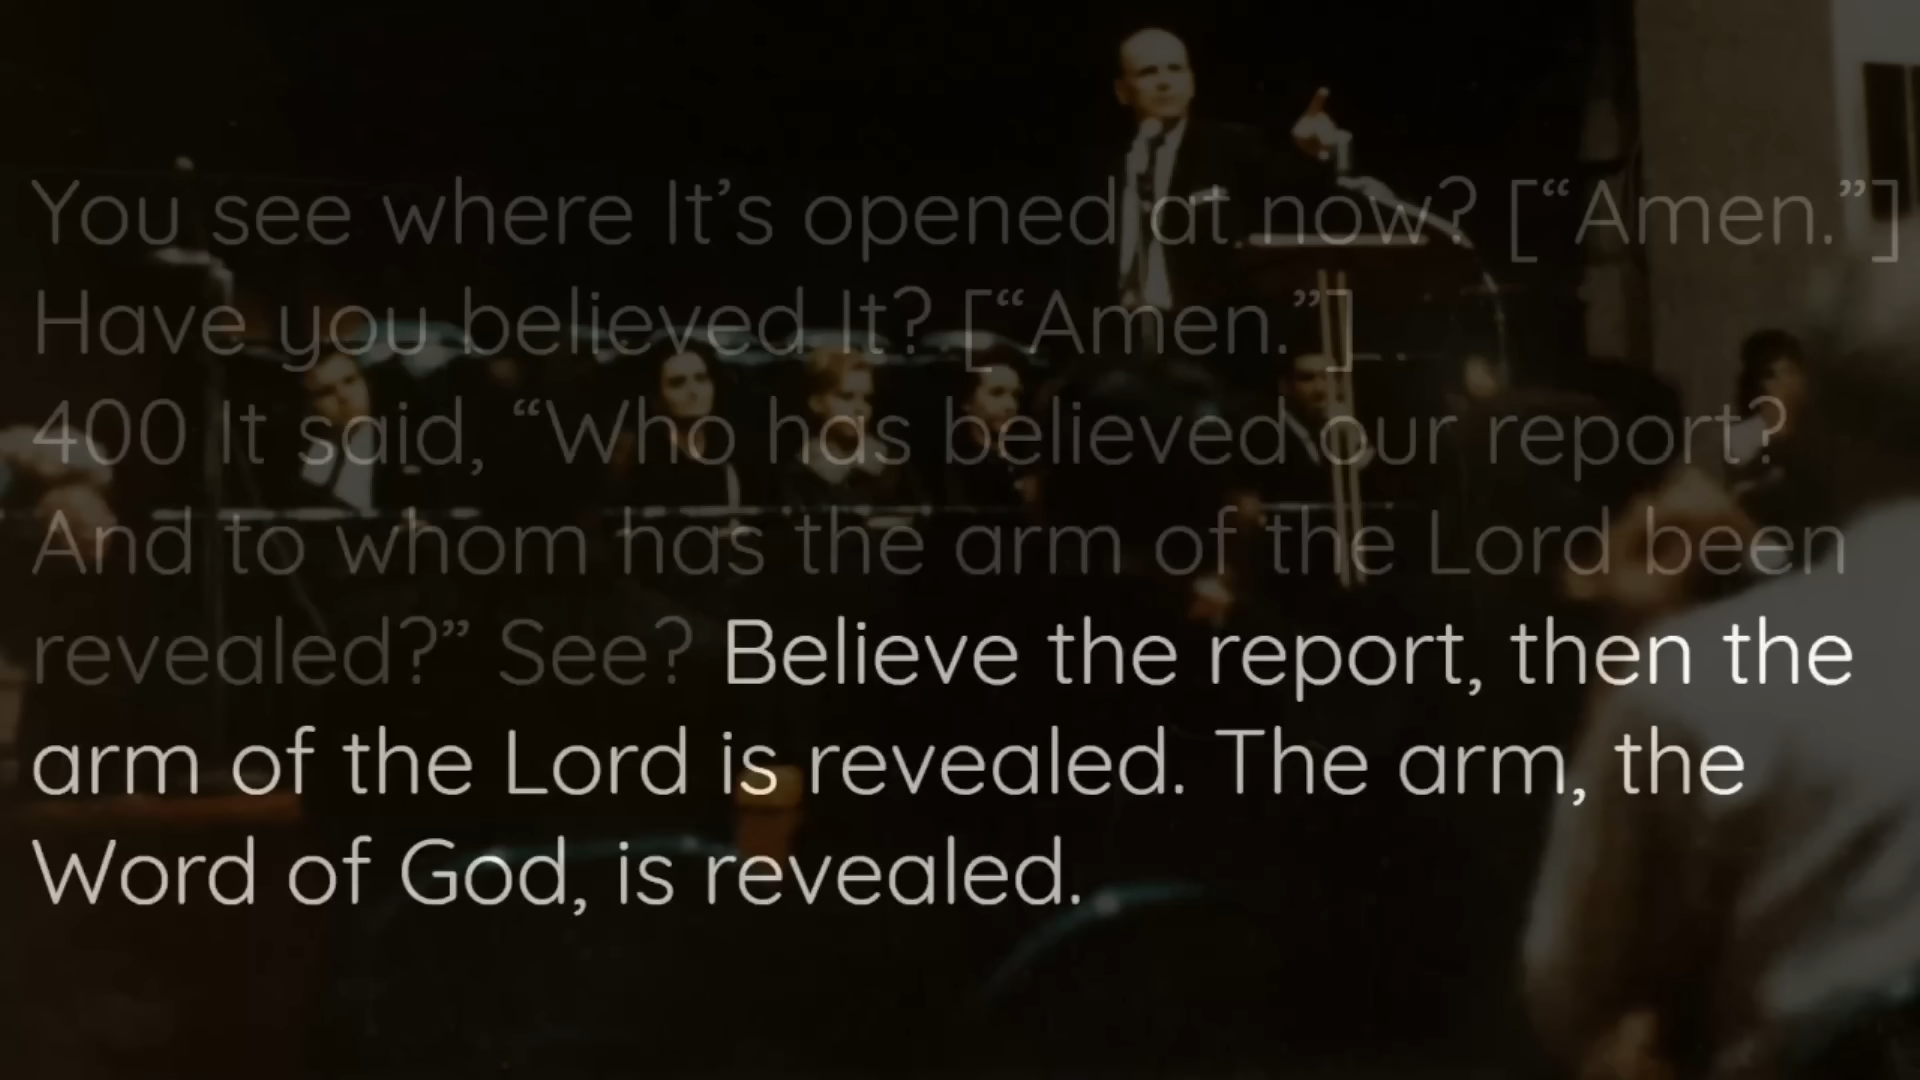 You see where It’s opened at now? [“Amen.”]
Have you believed It? [“Amen.”]
400 It said, “Who has believed our report?
And to whom has the arm of the Lord been
revealed?” See? Believe the report, then the
arm of the Lord is revealed. The arm, the
Word of God, is revealed.